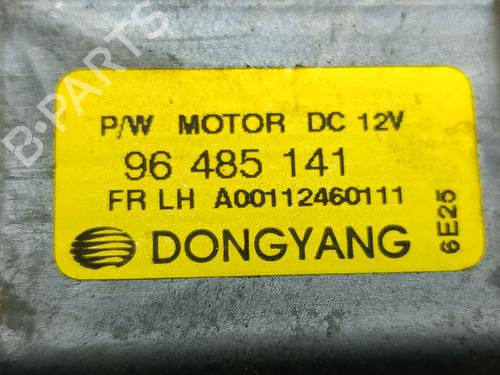 P/W MOTOR DC 12V
96 485 141
FR LH A00112460111
DONGYANG
6E25
B-PARTS